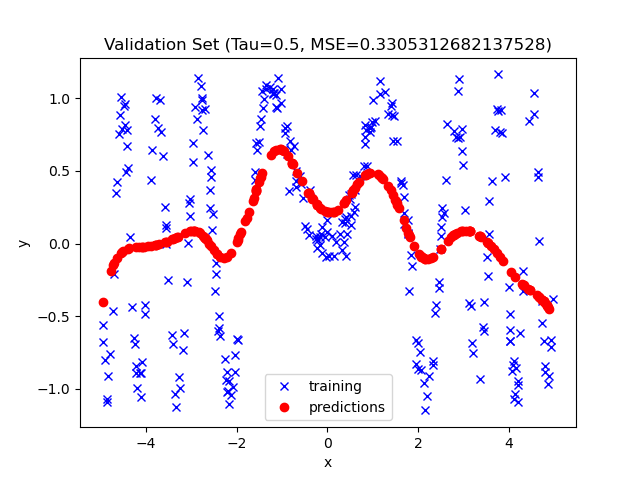 Validation Set (Tau=0.5, MSE=0.3305312682137528)
1.0
0.5
0.0
−0.5
−1.0
y
−4
−2
0
2
4
x
training
predictions